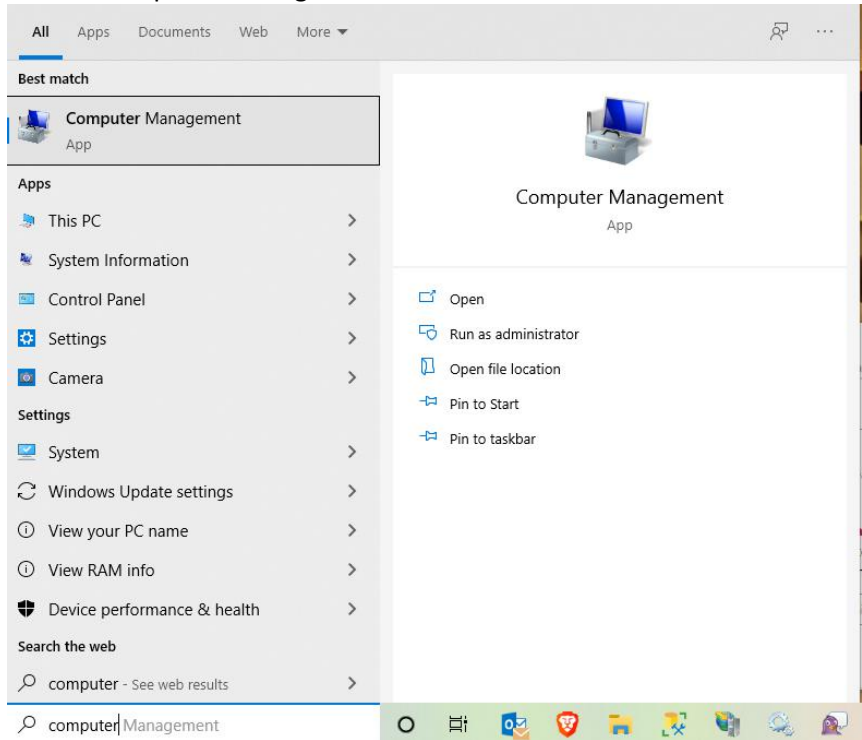 All Apps Documents Web More
Best match
Computer Management
App
Apps
This PC
System Information
Control Panel
Settings
Camera
Settings
System
Windows Update settings
View your PC name
View RAM info
Device performance & health
Search the web
computer - See web results
computer Management
Computer Management
App
Open
Run as administrator
Open file location
Pin to Start
Pin to taskbar